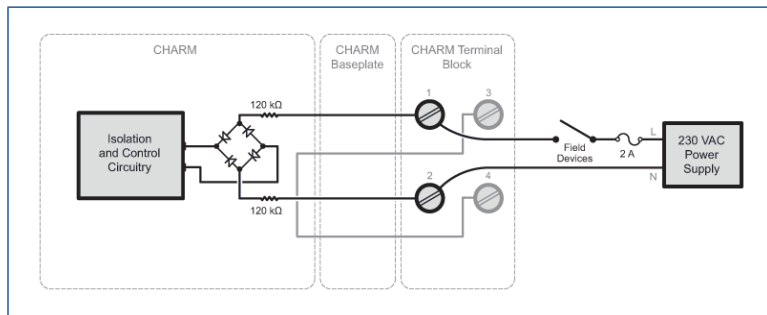 CHARM
CHARM
Baseplate
CHARM Terminal
Block
120 kΩ
1
3
Isolation
and Control
Circuitry
Field
Devices
2 A
L
N
230 VAC
Power
Supply
120 kΩ
2
4